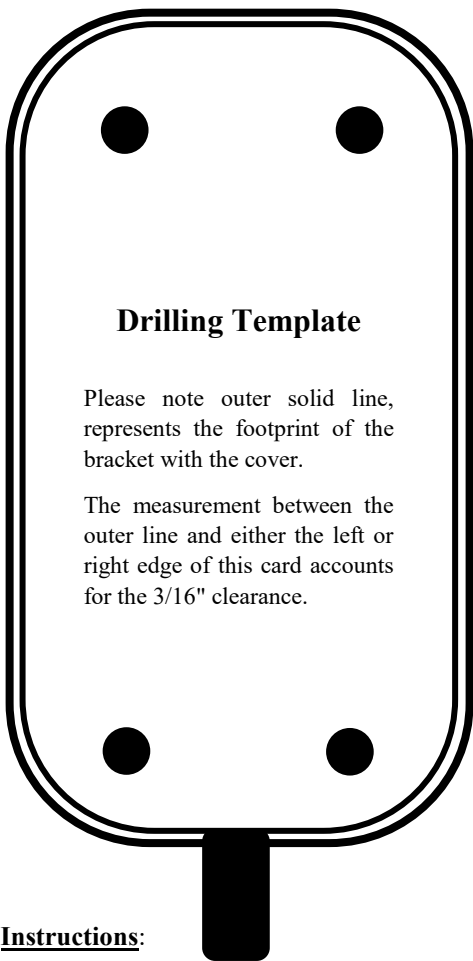 Drilling Template
Please note outer solid line,
represents the footprint of the
bracket with the cover.
The measurement between the
outer line and either the left or
right edge of this card accounts
for the 3/16" clearance.
Instructions: